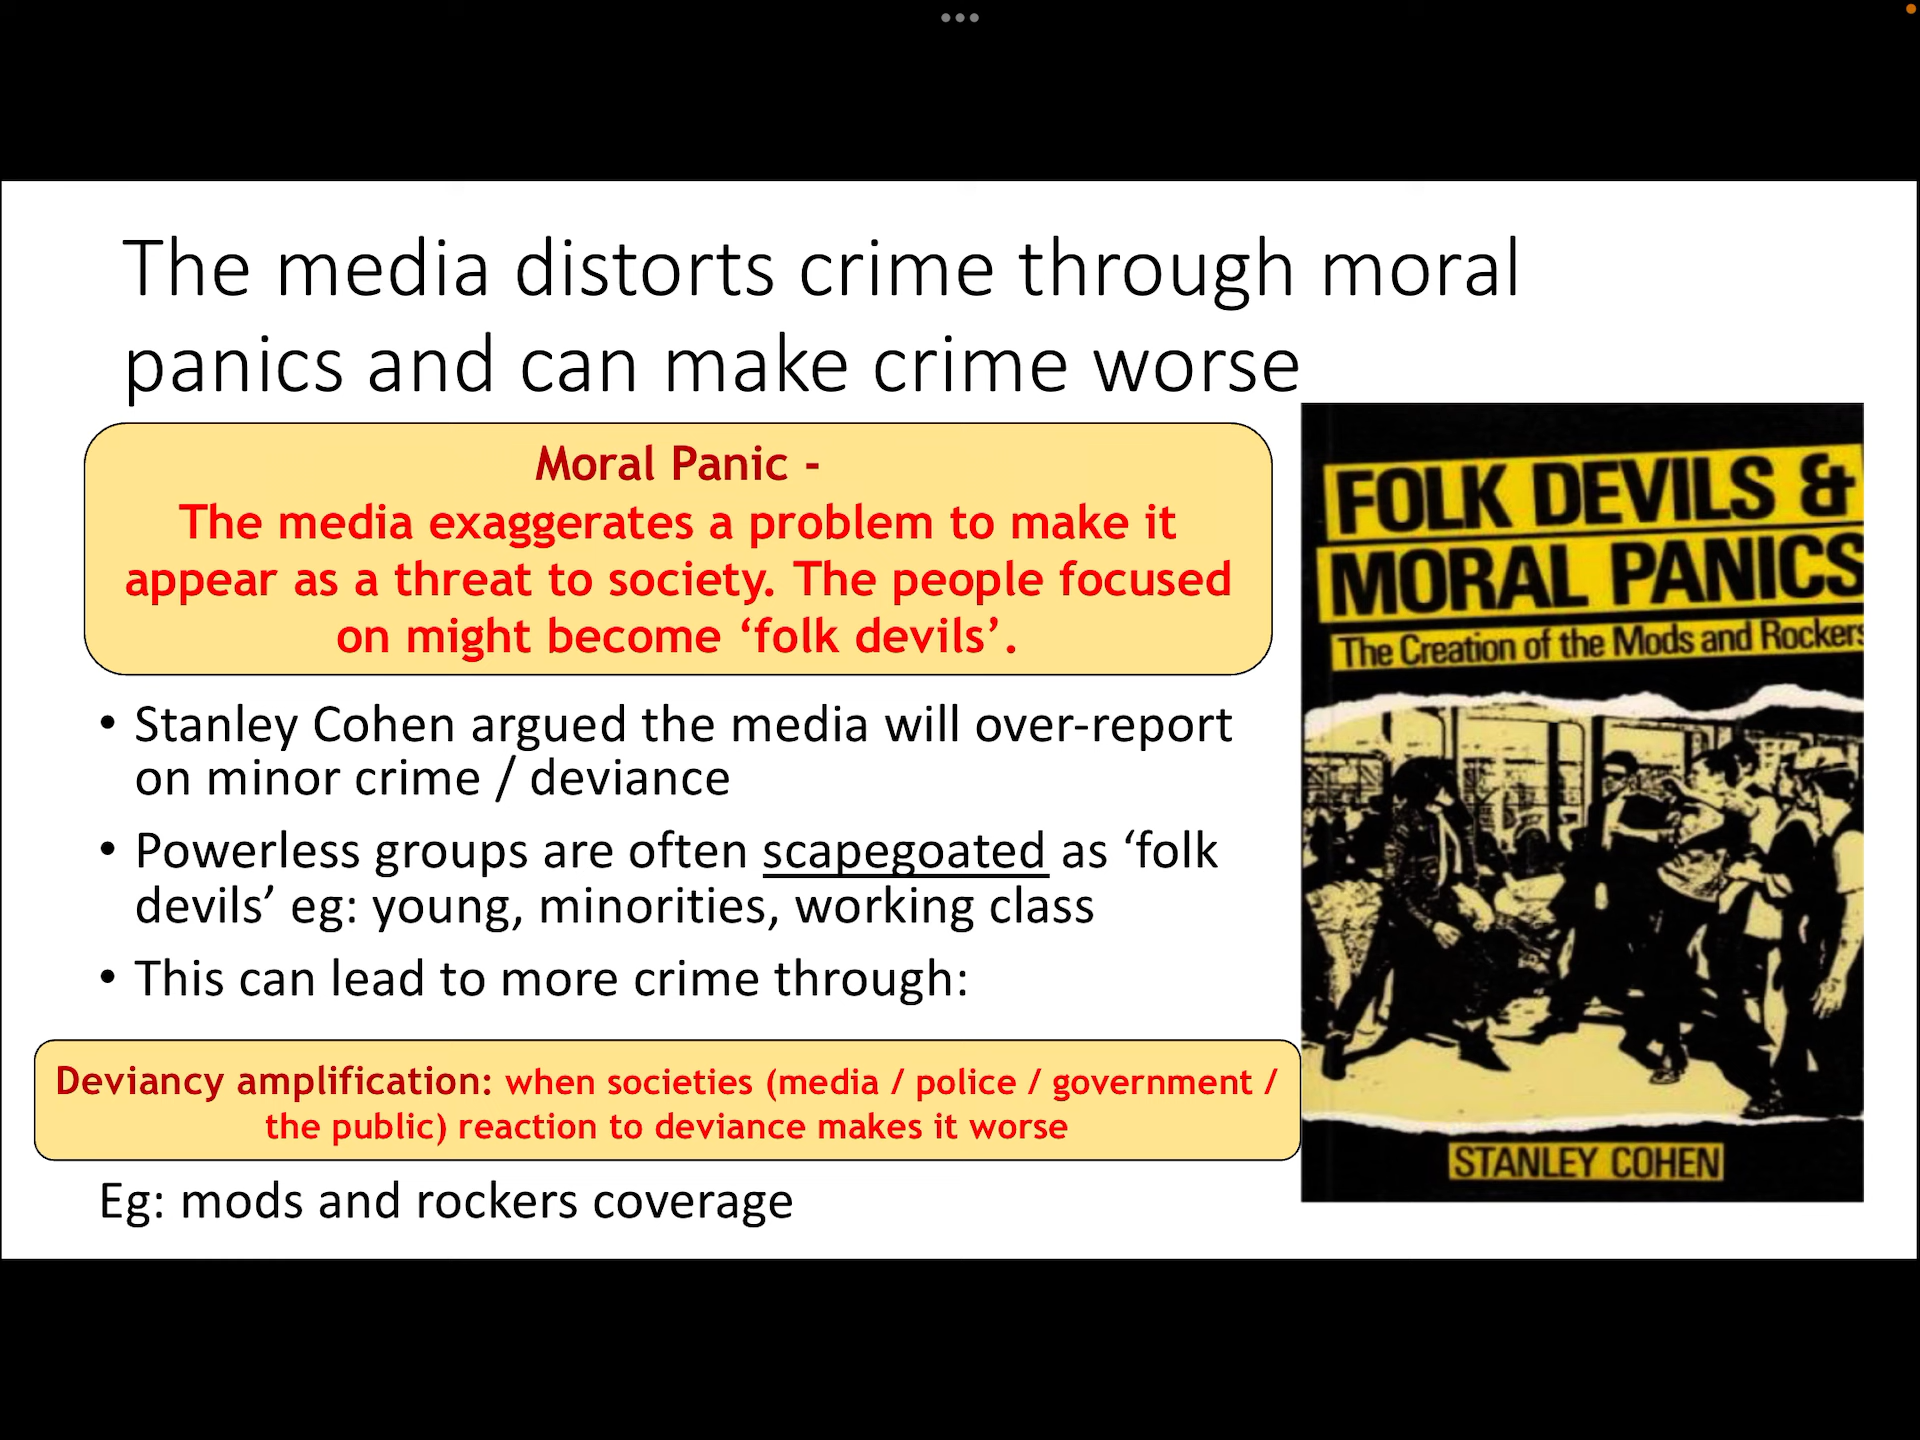 The media distorts crime through moral
panics and can make crime worse
Moral Panic -
The media exaggerates a problem to make it
appear as a threat to society. The people focused
on might become ‘folk devils’.
• Stanley Cohen argued the media will over-report
on minor crime / deviance
• Powerless groups are often scapegoated as ‘folk
devils’ eg: young, minorities, working class
• This can lead to more crime through:
Deviancy amplification: when societies (media / police / government /
the public) reaction to deviance makes it worse
Eg: mods and rockers coverage
FOLK DEVILS &
MORAL PANICS
The Creation of the Mods and Rockers
STANLEY COHEN